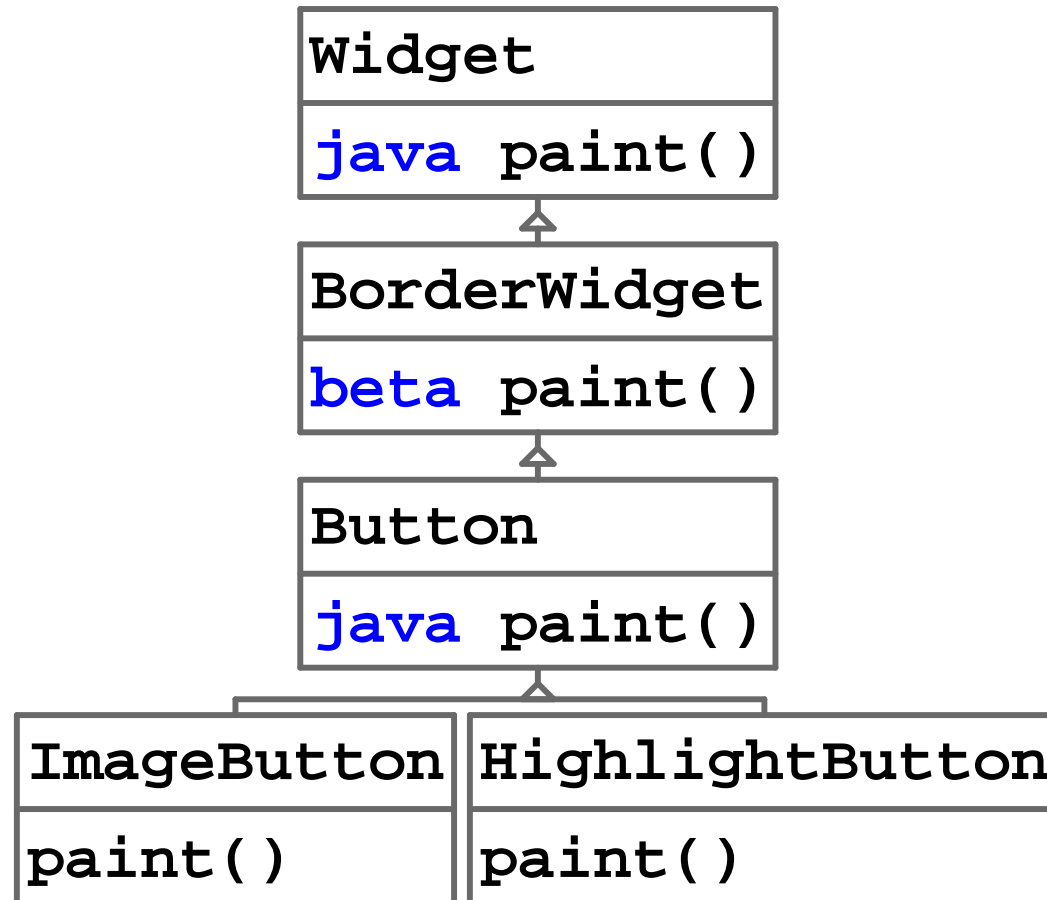 Widget
java paint()
BorderWidget
beta paint()
Button
java paint()
ImageButton HighlightButton
paint() paint()